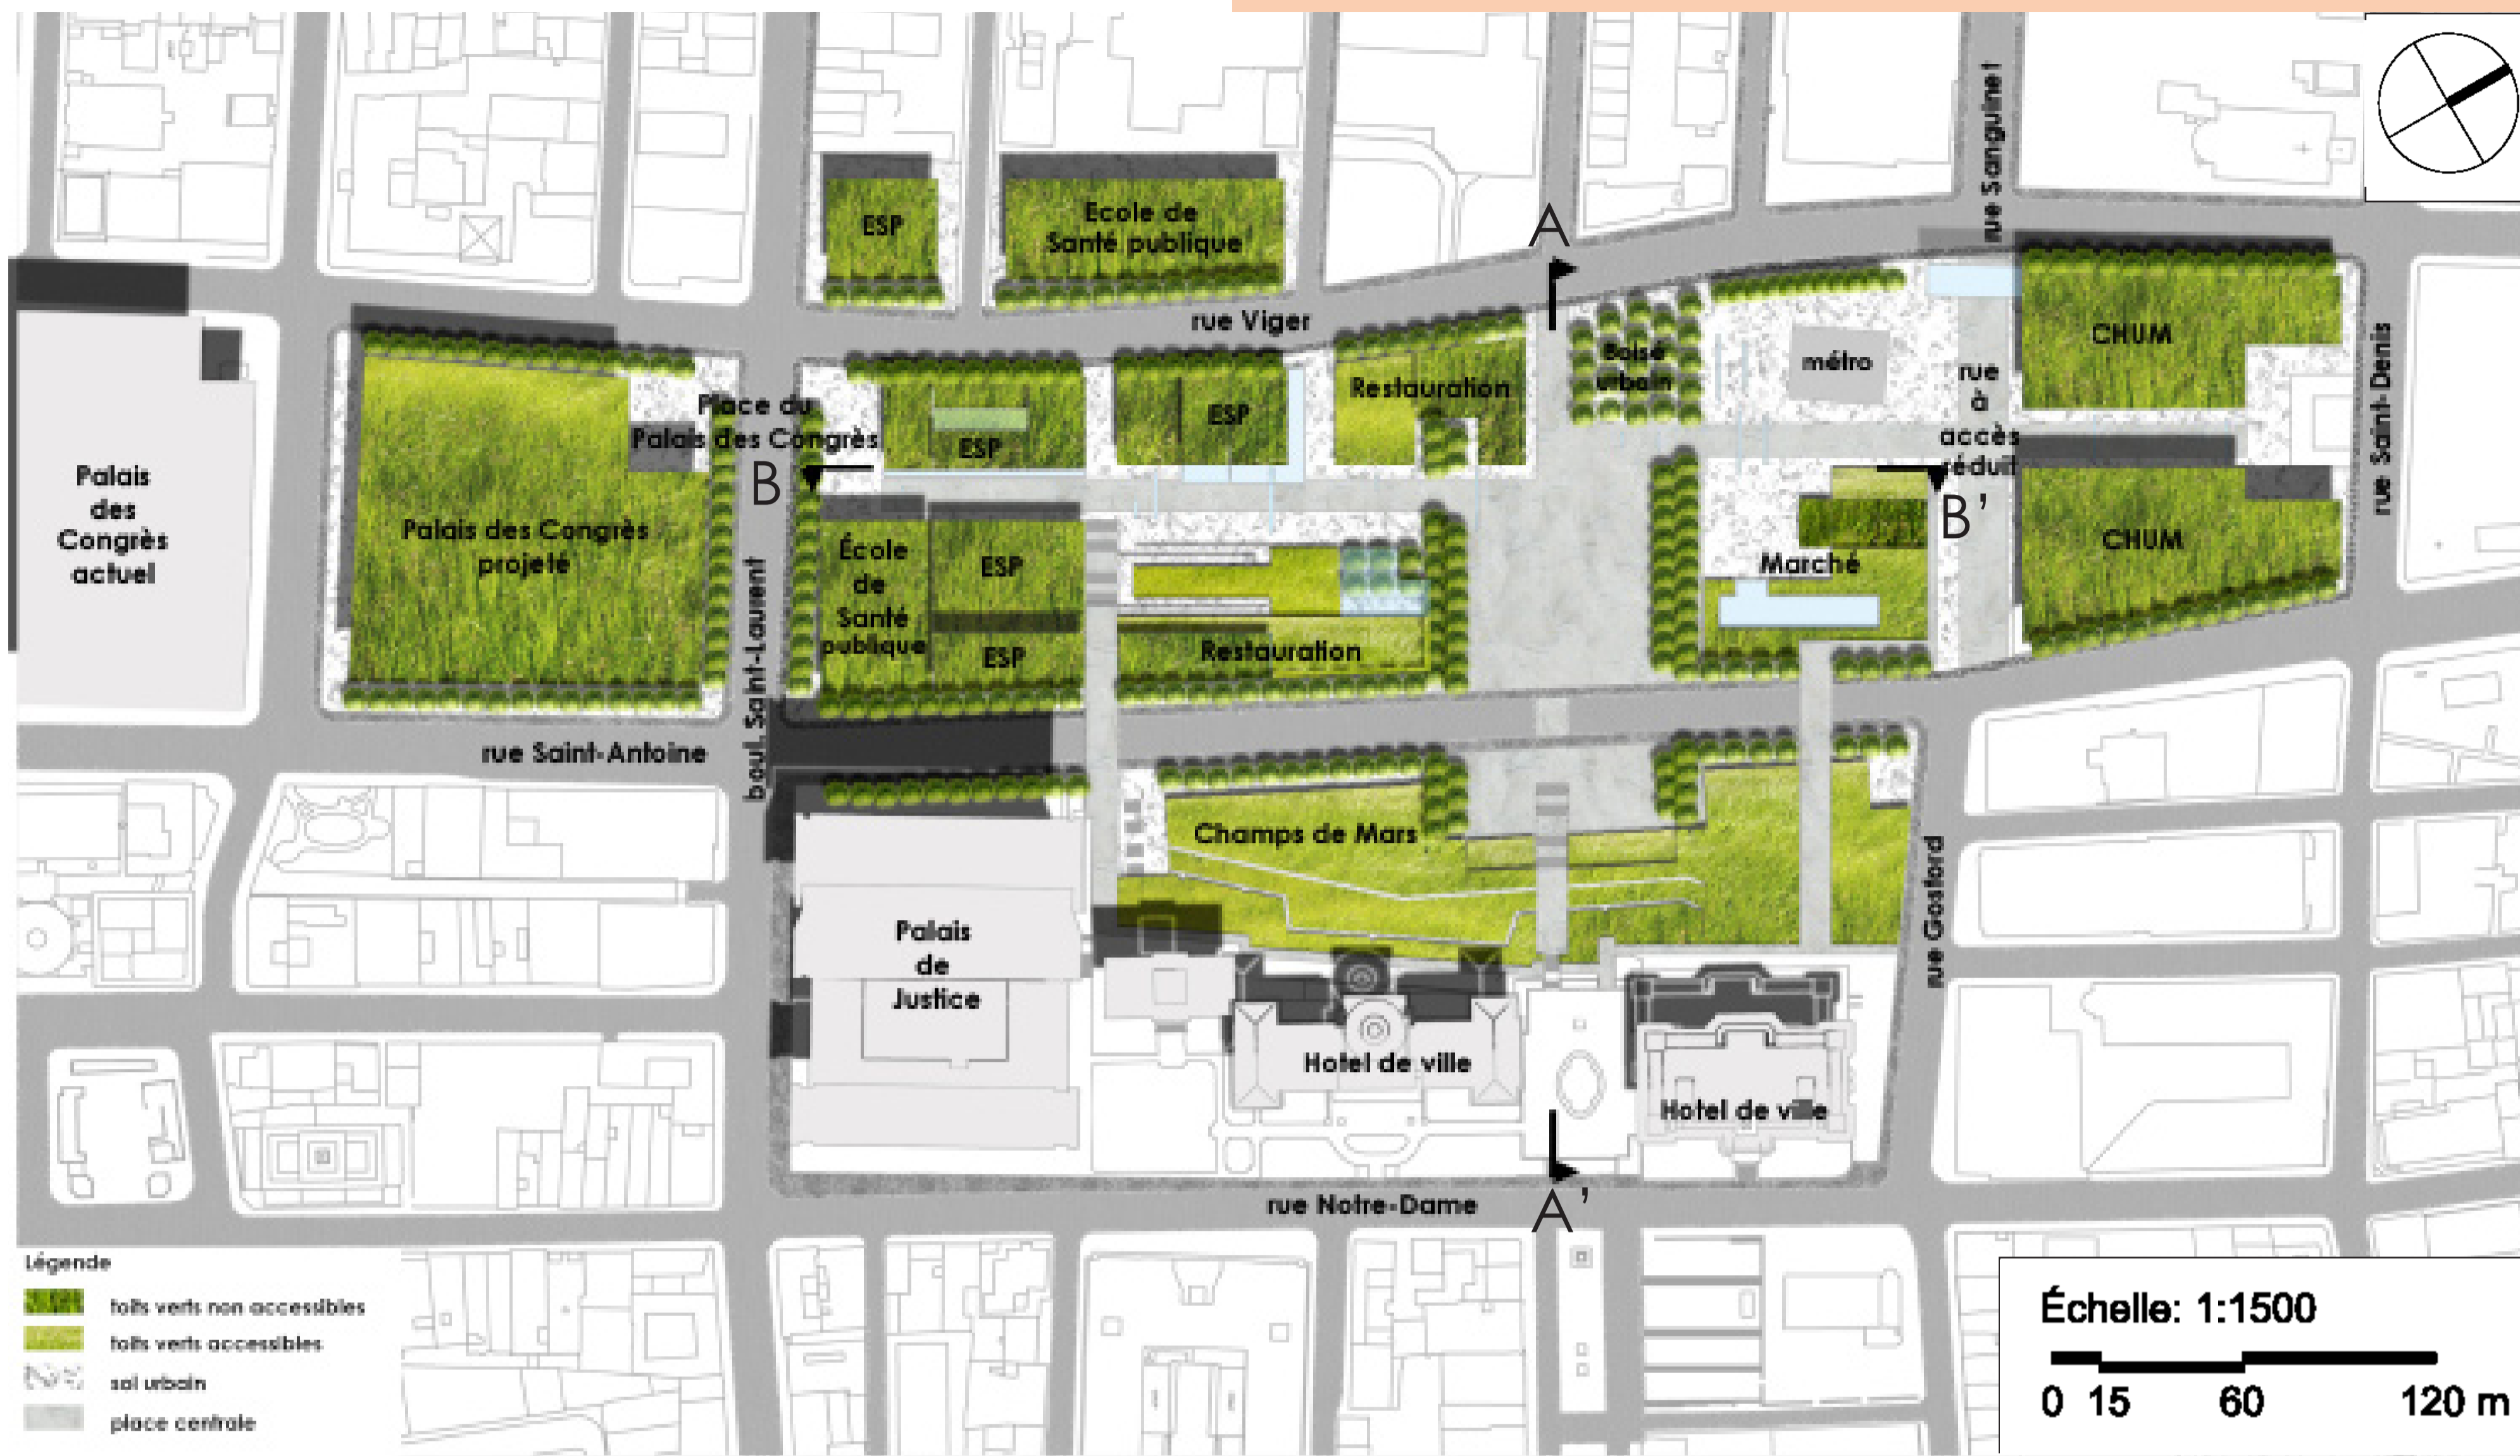 rue Sanguinet
A
ESP
Ecole de
Santé publique
rue Viger
CHUM
Boisé
urbain
métro
Restauration
rue
à
accès
réduit
rue Saint-Denis
Place du
Palais des Congrès
ESP
ESP
B
B'
Palais
des
Congrès
actuel
Palais des Congrès
projeté
École
de
Santé
publique
ESP
ESP
Marché
CHUM
Restauration
boul. Saint-Laurent
rue Saint-Antoine
Champs de Mars
rue Gosford
Palais
de
Justice
Hotel de ville
Hotel de ville
rue Notre-Dame
A'
Légende
toits verts non accessibles
toits verts accessibles
sol urbain
place centrale
Échelle: 1:1500
0 15 60 120 m